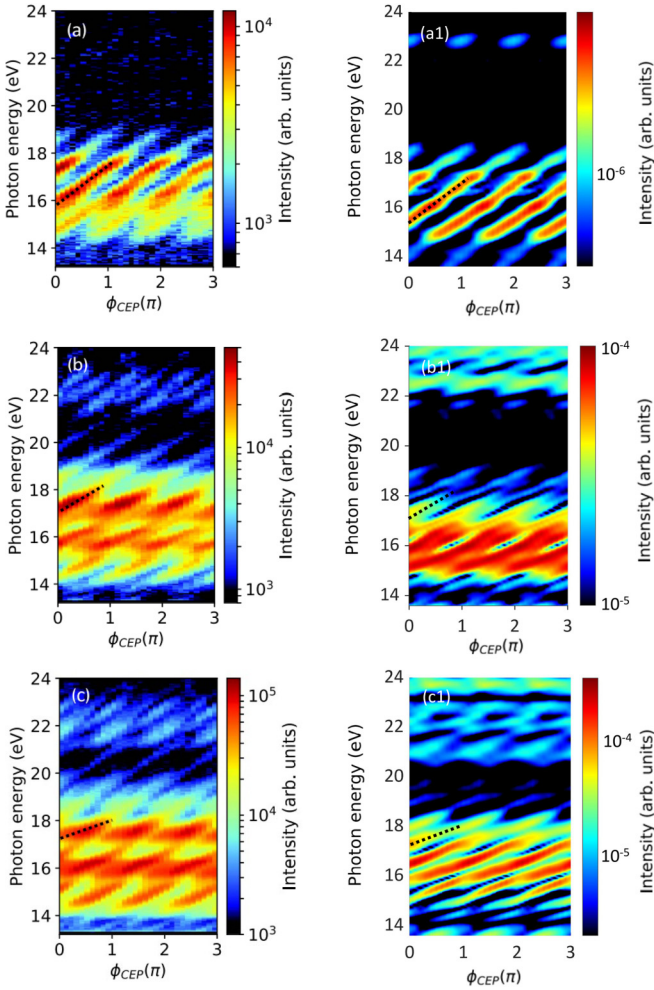 (a)
24
22
20
18
16
14
Photon energy (eV)
0 1 2 3
ϕCEP(π)
10⁴
10³
Intensity (arb. units)
(a1)
24
22
20
18
16
14
Photon energy (eV)
0 1 2 3
ϕCEP(π)
10⁻⁶
Intensity (arb. units)
(b)
24
22
20
18
16
14
Photon energy (eV)
0 1 2 3
ϕCEP(π)
10⁴
10³
Intensity (arb. units)
(b1)
24
22
20
18
16
14
Photon energy (eV)
0 1 2 3
ϕCEP(π)
10⁻⁴
10⁻⁵
Intensity (arb. units)
(c)
24
22
20
18
16
14
Photon energy (eV)
0 1 2 3
ϕCEP(π)
10⁵
10⁴
10³
Intensity (arb. units)
(c1)
24
22
20
18
16
14
Photon energy (eV)
0 1 2 3
ϕCEP(π)
10⁻⁴
10⁻⁵
Intensity (arb. units)